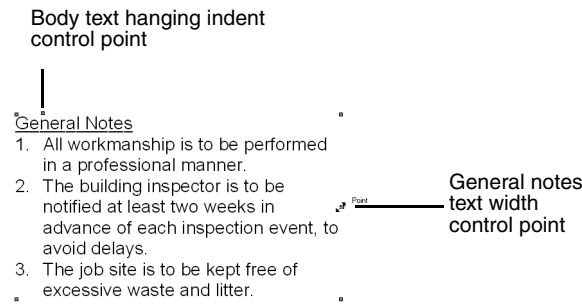 Body text hanging indent
control point
General Notes
1. All workmanship is to be performed
in a professional manner.
2. The building inspector is to be
notified at least two weeks in
advance of each inspection event, to
avoid delays.
3. The job site is to be kept free of
excessive waste and litter.
Point
General notes
text width
control point